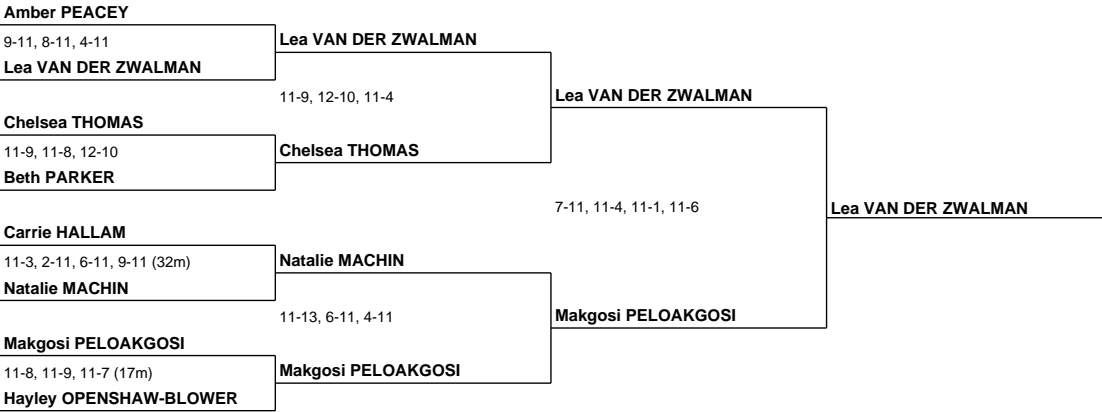 Amber PEACEY
9-11, 8-11, 4-11
Lea VAN DER ZWALMAN
Chelsea THOMAS
11-9, 11-8, 12-10
Beth PARKER
Carrie HALLAM
11-3, 2-11, 6-11, 9-11 (32m)
Natalie MACHIN
Makgosi PELOAKGOSI
11-8, 11-9, 11-7 (17m)
Hayley OPENSHAW-BLOWER
Lea VAN DER ZWALMAN
11-9, 12-10, 11-4
Chelsea THOMAS
Natalie MACHIN
11-13, 6-11, 4-11
Makgosi PELOAKGOSI
Lea VAN DER ZWALMAN
7-11, 11-4, 11-1, 11-6
Makgosi PELOAKGOSI
Lea VAN DER ZWALMAN